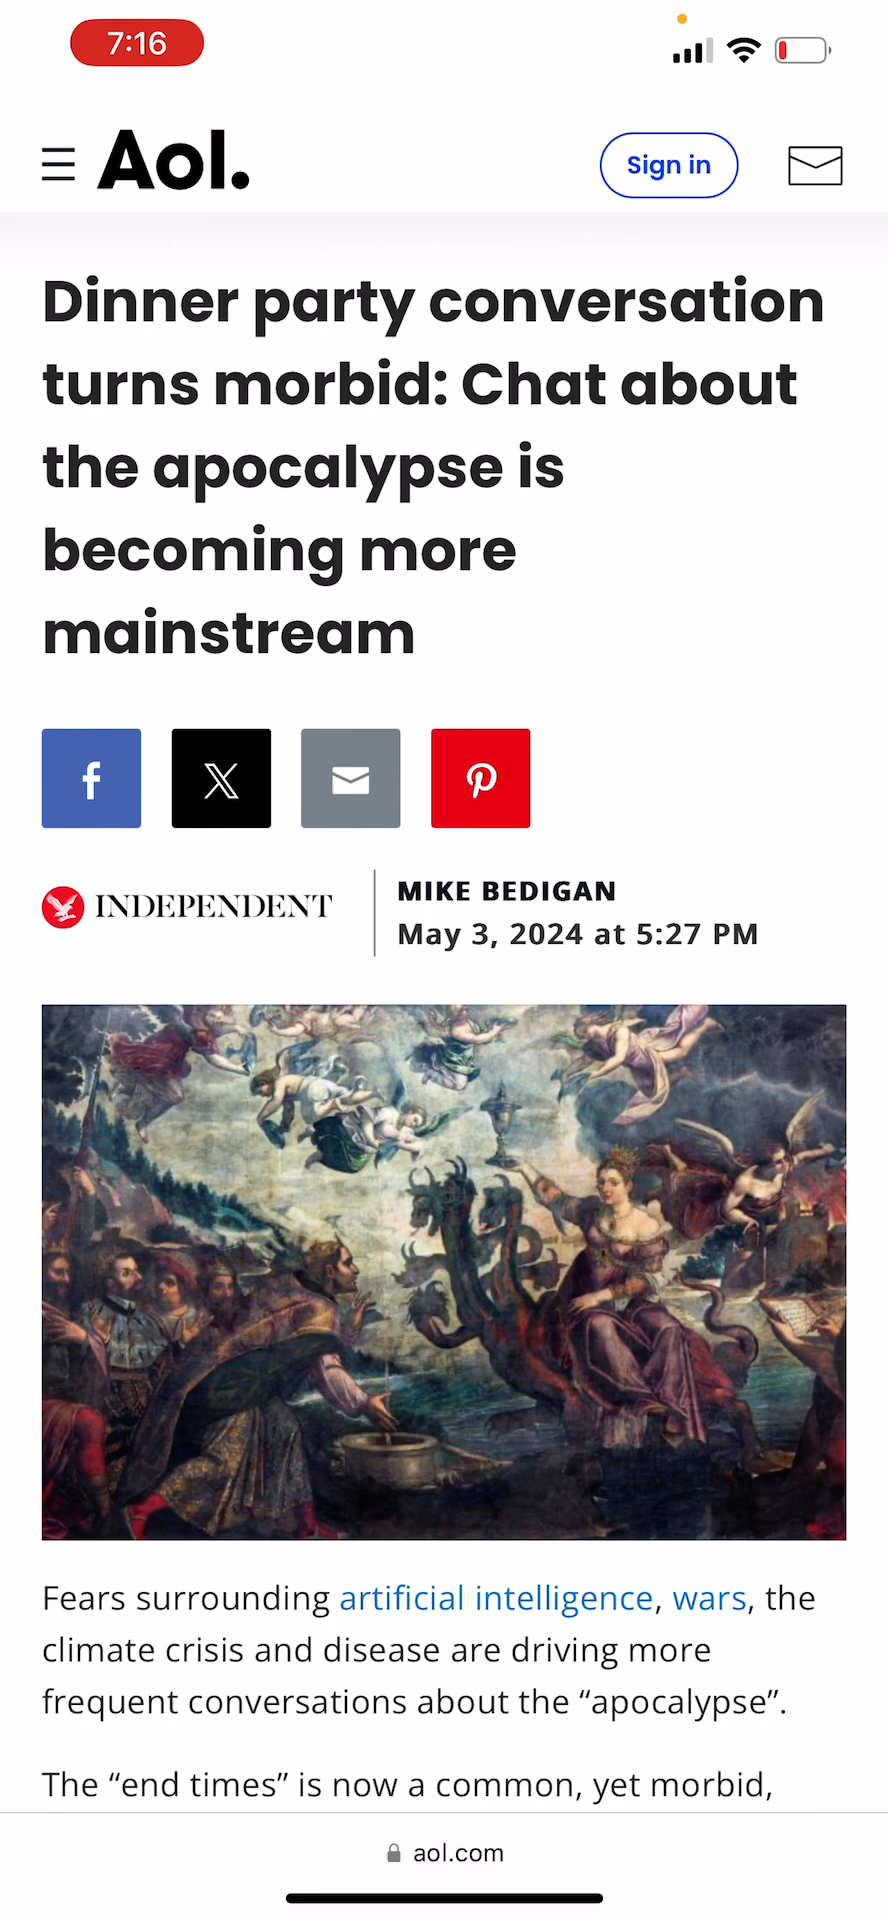 7:16
Aol.
Sign in
Dinner party conversation
turns morbid: Chat about
the apocalypse is
becoming more
mainstream
INDEPENDENT
MIKE BEDIGAN
May 3, 2024 at 5:27 PM
Fears surrounding artificial intelligence, wars, the
climate crisis and disease are driving more
frequent conversations about the “apocalypse”.
The “end times” is now a common, yet morbid,
aol.com